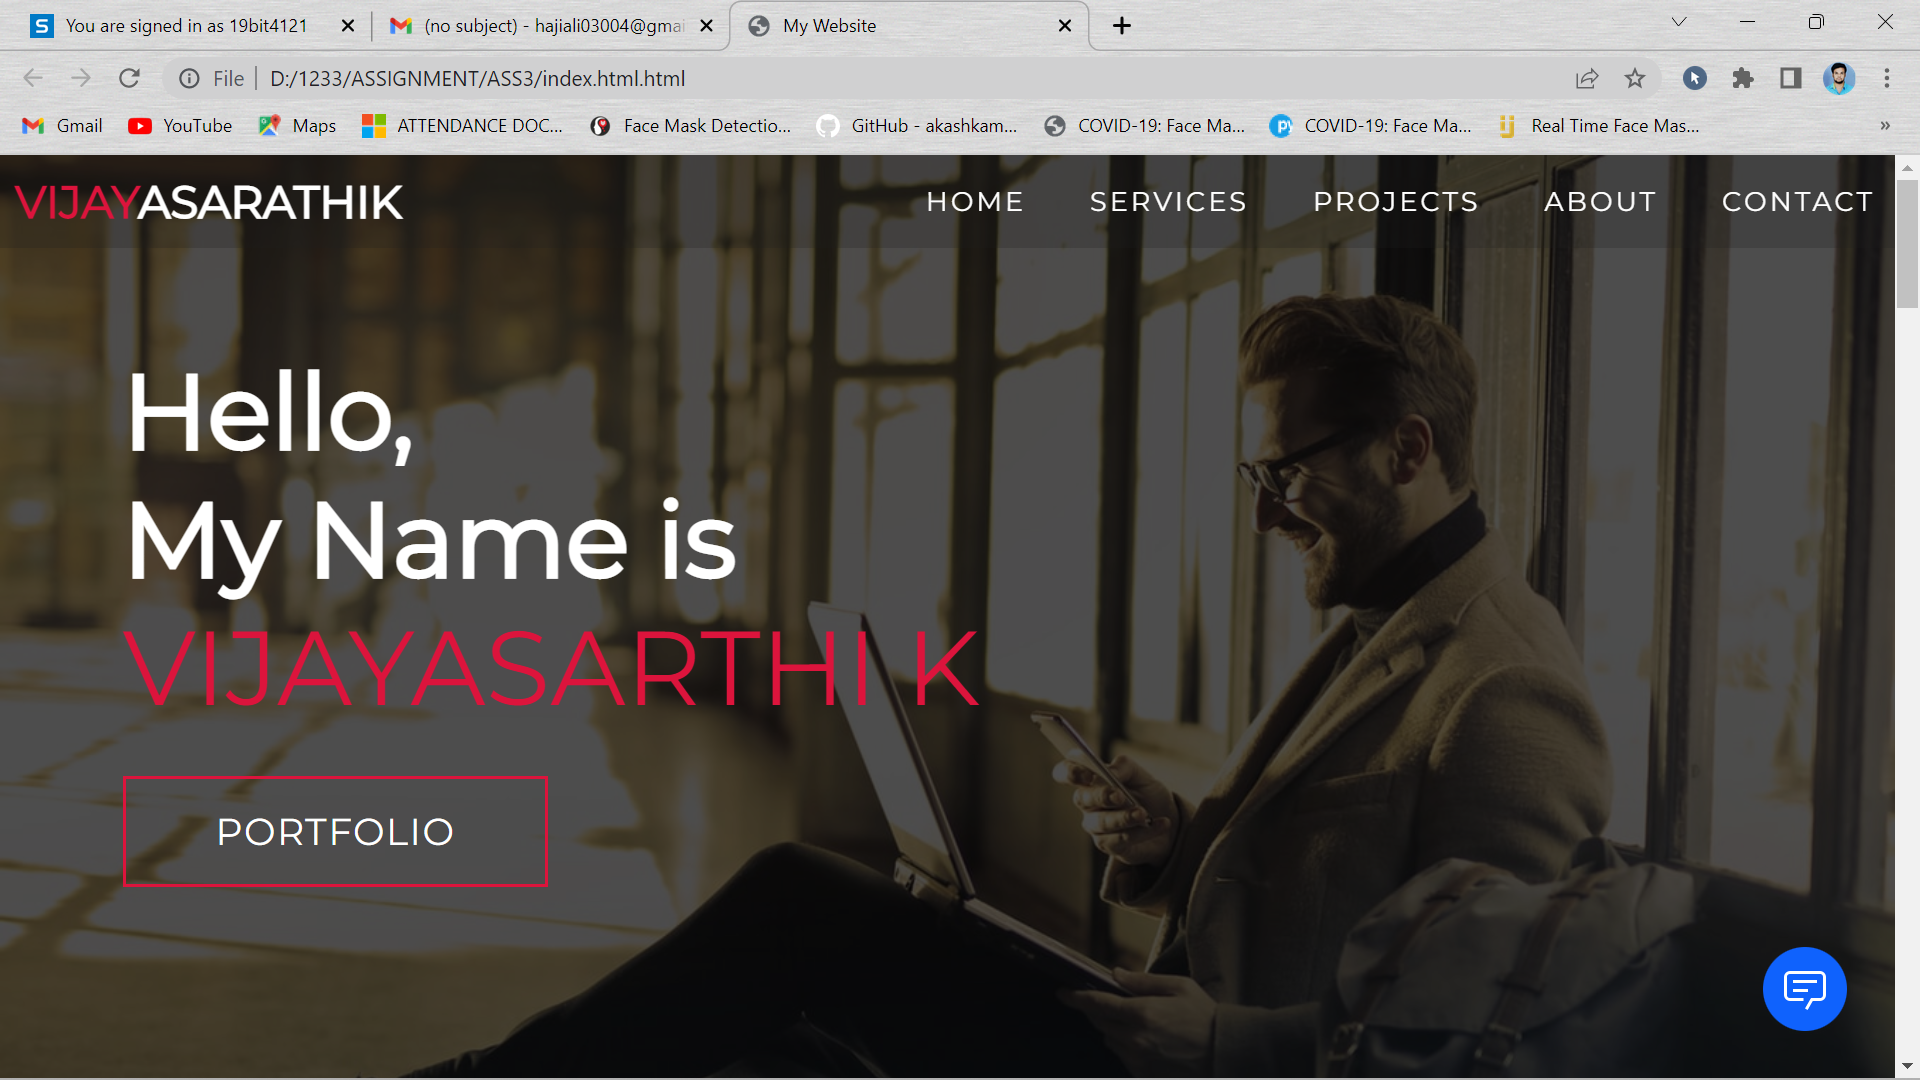 You are signed in as 19bit4121
(no subject) - hajiali03004@gmai
My Website
File | D:/1233/ASSIGNMENT/ASS3/index.html.html
Gmail
YouTube
Maps
ATTENDANCE DOC...
Face Mask Detectio...
GitHub - akashkam...
COVID-19: Face Ma...
COVID-19: Face Ma...
Real Time Face Mas...
»
VIJAYASARATHIK
HOME
SERVICES
PROJECTS
ABOUT
CONTACT
Hello,
My Name is
VIJAYASARTHI K
PORTFOLIO